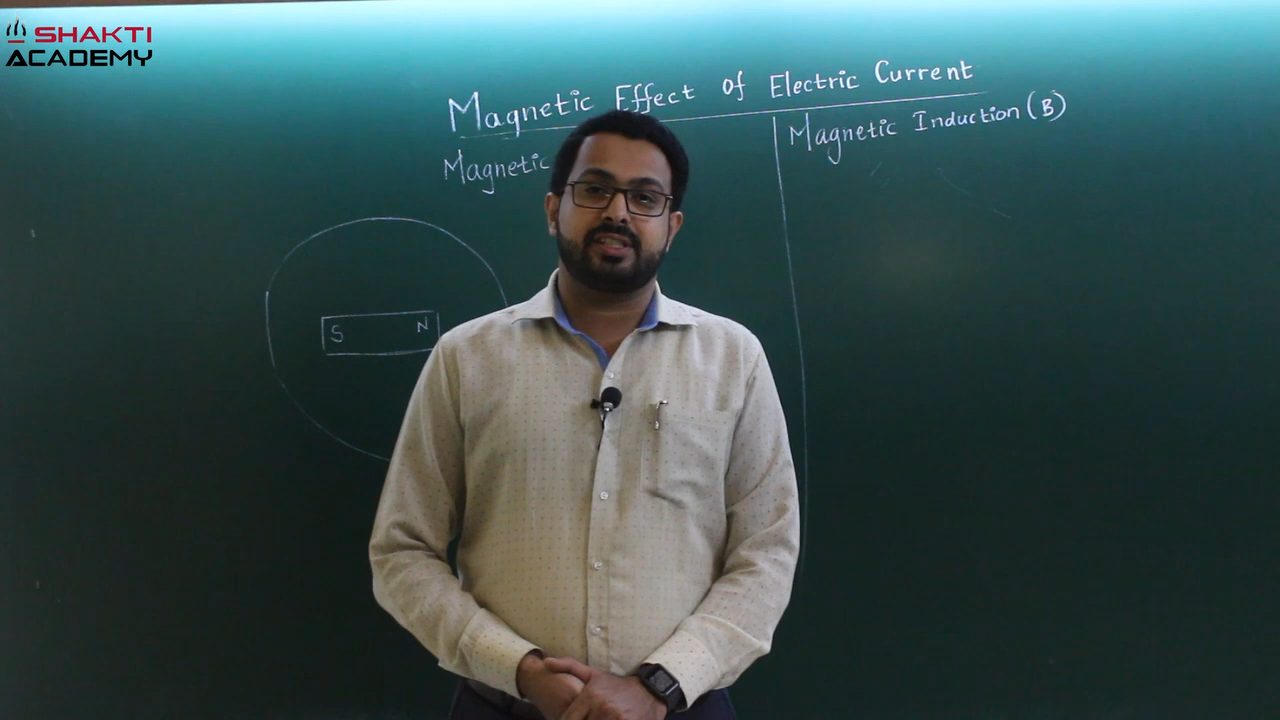 SHAKTI
ACADEMY
Magnetic Effect of Electric Current
Magnetic
Magnetic Induction (B)
S N